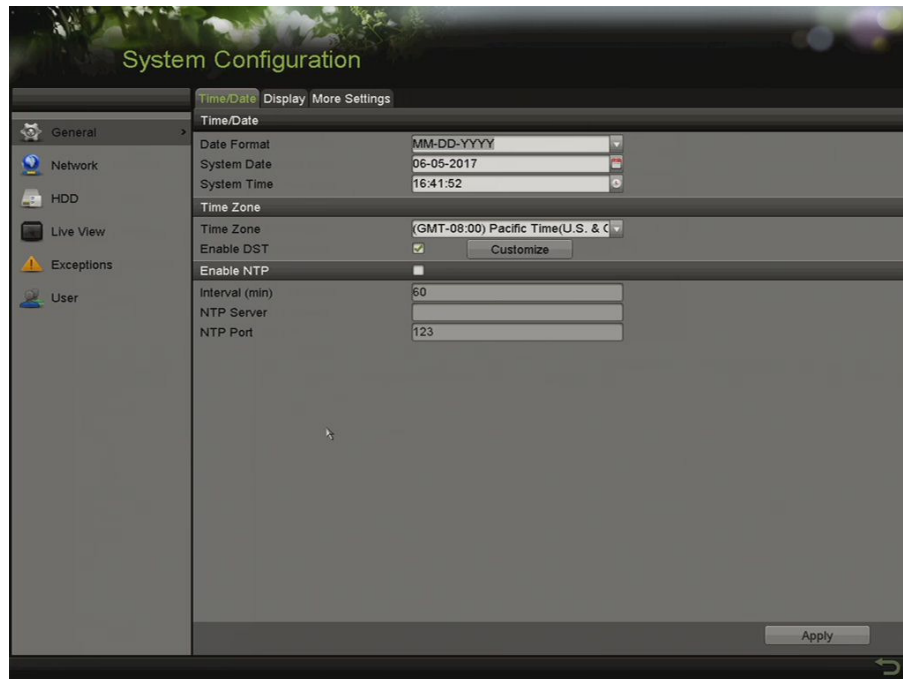 System Configuration
Time/Date Display More Settings
General
Network
HDD
Live View
Exceptions
User
Time/Date
Date Format MM-DD-YYYY
System Date 06-05-2017
System Time 16:41:52
Time Zone
Time Zone (GMT-08:00) Pacific Time(U.S. & C
Enable DST Customize
Enable NTP
Interval (min) 60
NTP Server
NTP Port 123
Apply